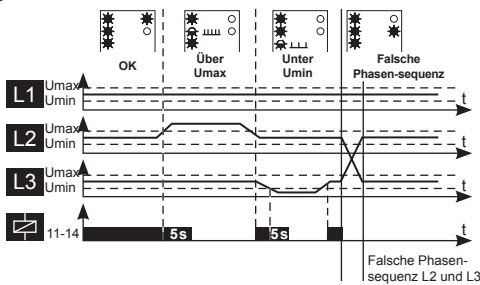 OK
Über
Umax
Unter
Umin
Falsche
Phasen-sequenz
L1
Umax
Umin
t
L2
Umax
Umin
t
L3
Umax
Umin
t
11-14
5s
5s
t
Falsche Phasen-
sequenz L2 und L3